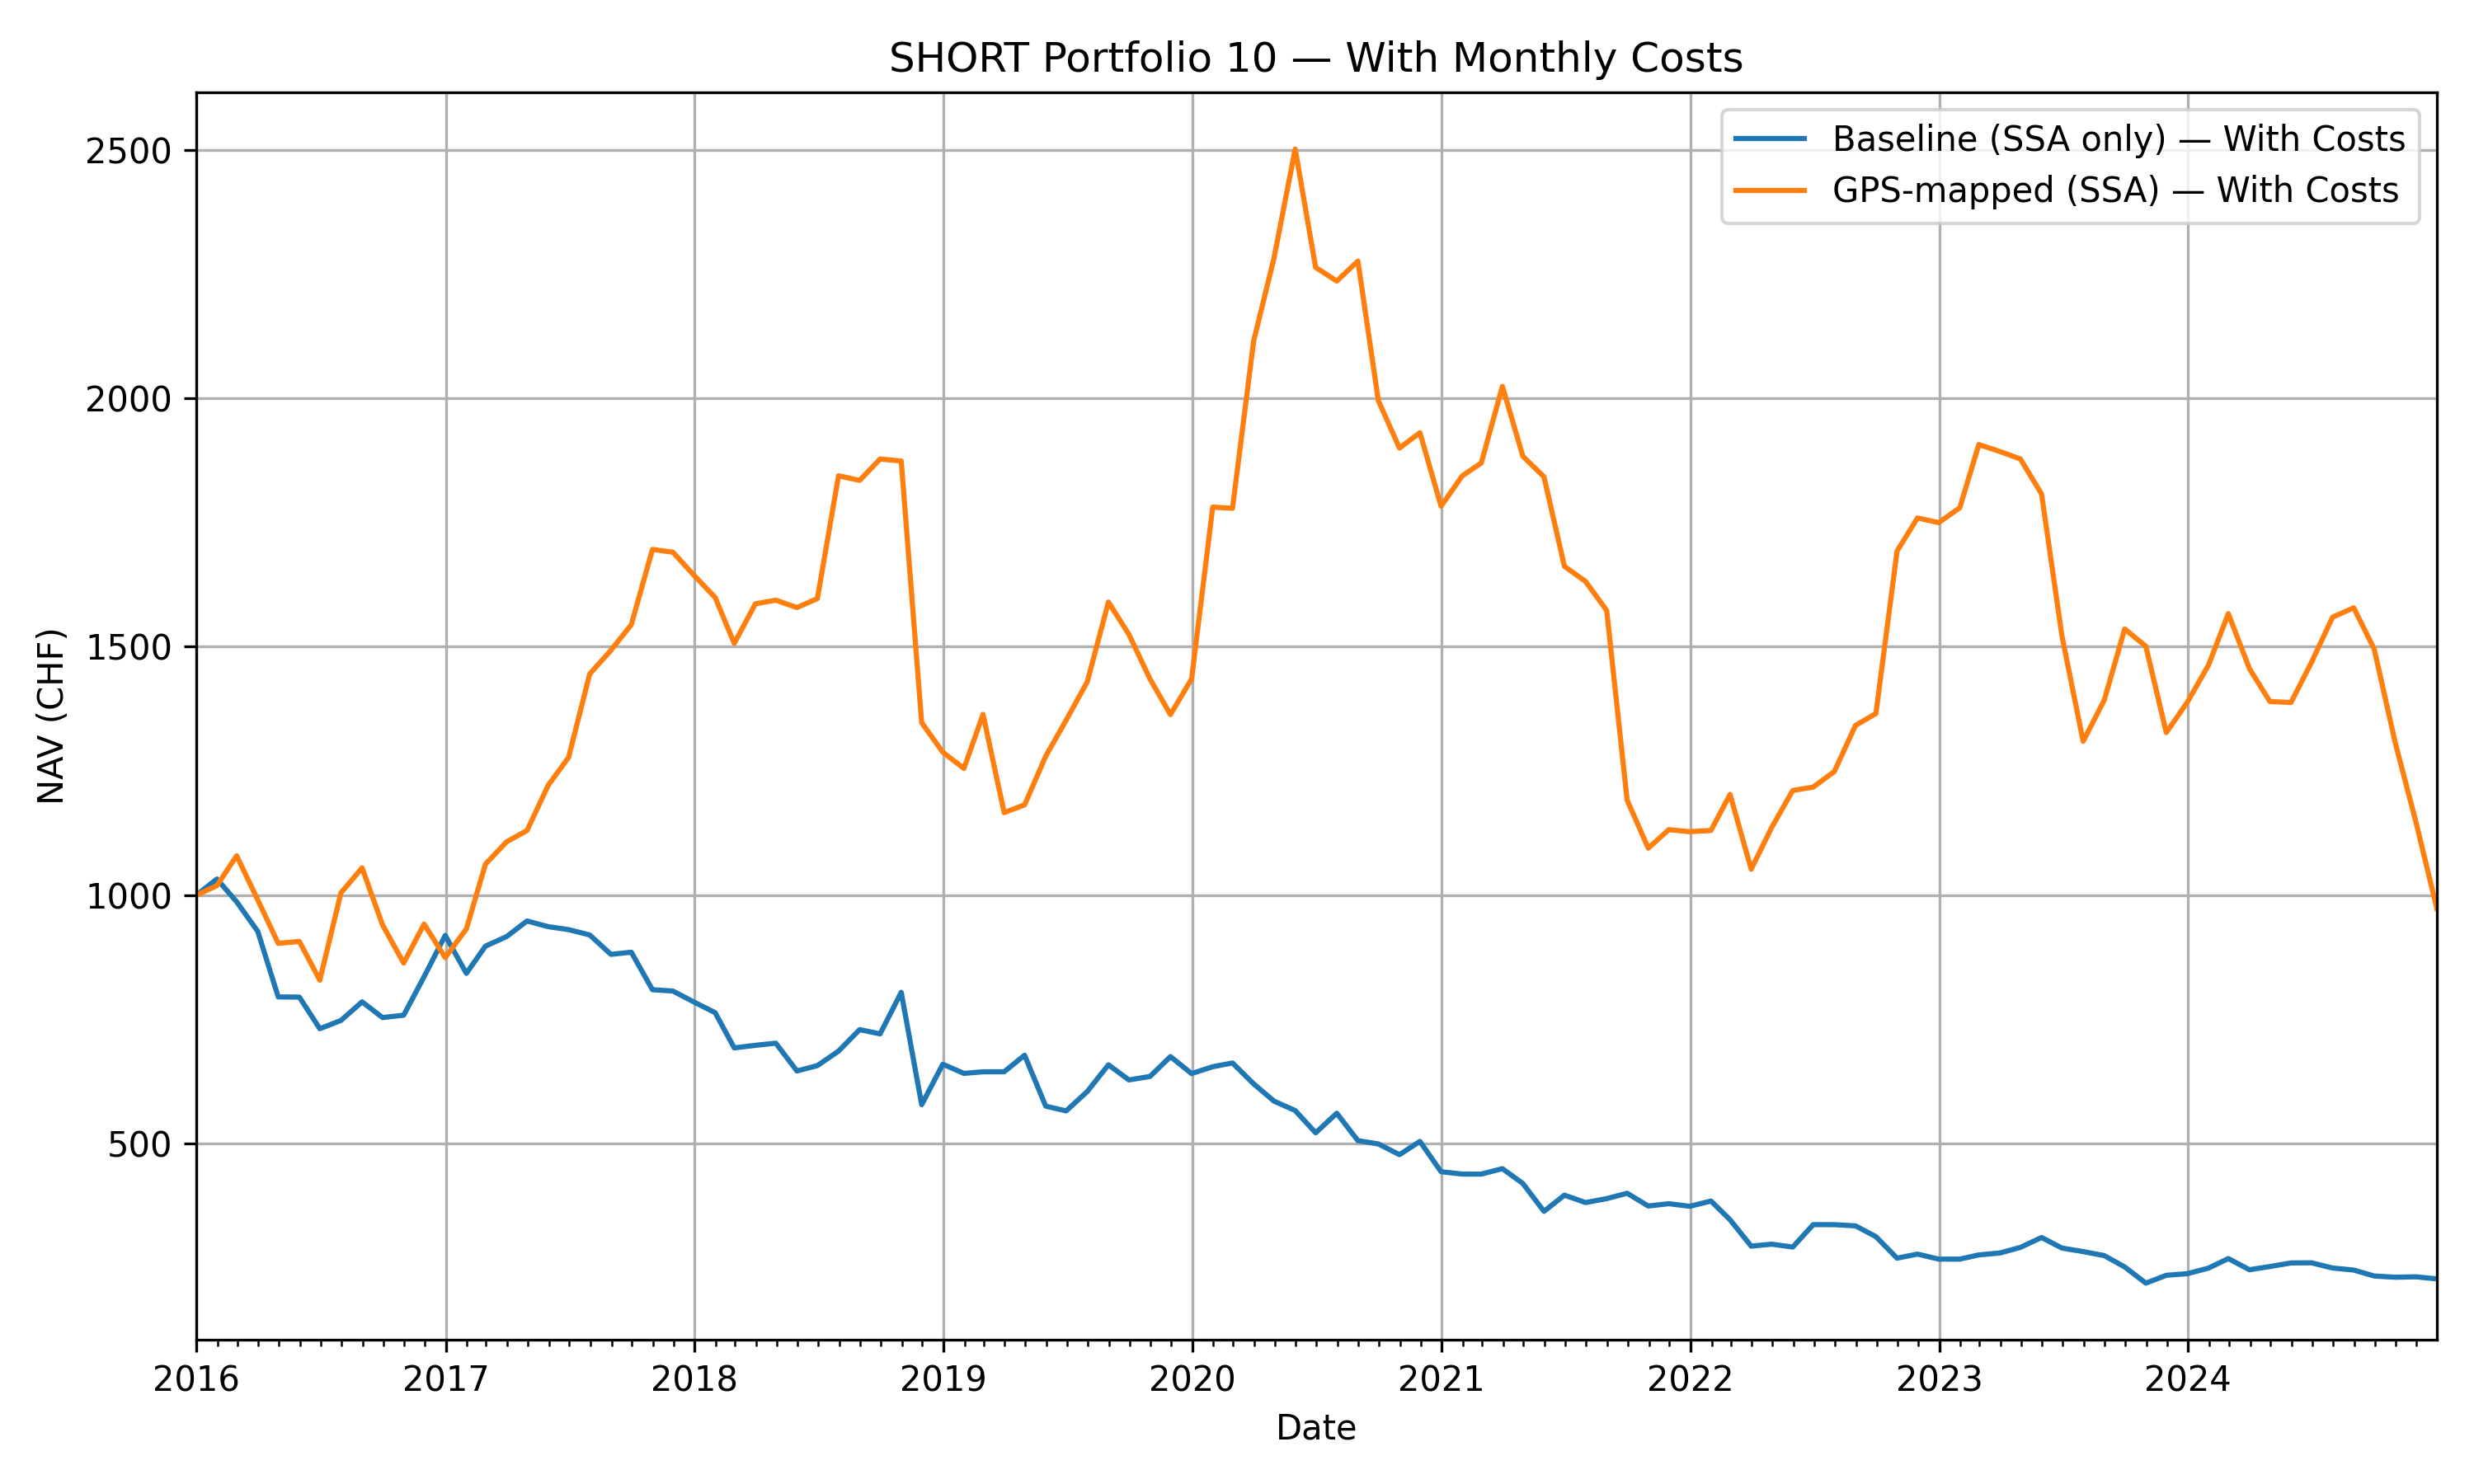 SHORT Portfolio 10 — With Monthly Costs
Baseline (SSA only) — With Costs
GPS-mapped (SSA) — With Costs
NAV (CHF)
2500
2000
1500
1000
500
2016 2017 2018 2019 2020 2021 2022 2023 2024
Date